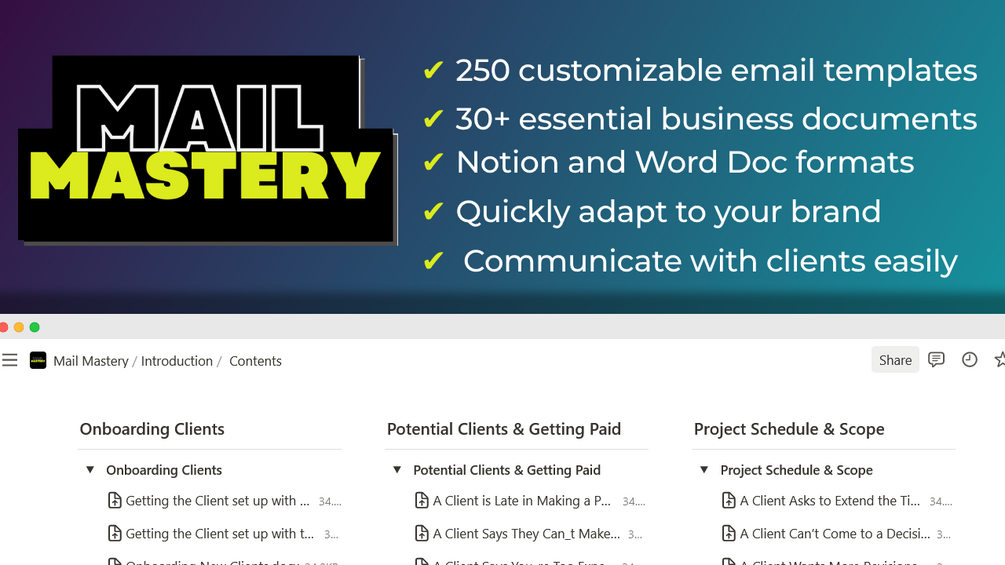 MAIL
MASTERY
✔ 250 customizable email templates
✔ 30+ essential business documents
✔ Notion and Word Doc formats
✔ Quickly adapt to your brand
✔ Communicate with clients easily
Mail Mastery / Introduction / Contents
Share
Onboarding Clients
Potential Clients & Getting Paid
Project Schedule & Scope
Onboarding Clients
Getting the Client set up with ... 34....
Getting the Client set up with t... 3...
Potential Clients & Getting Paid
A Client is Late in Making a P... 34....
A Client Says They Can_t Make... 3...
Project Schedule & Scope
A Client Asks to Extend the Ti... 34....
A Client Can't Come to a Decisi... 3...